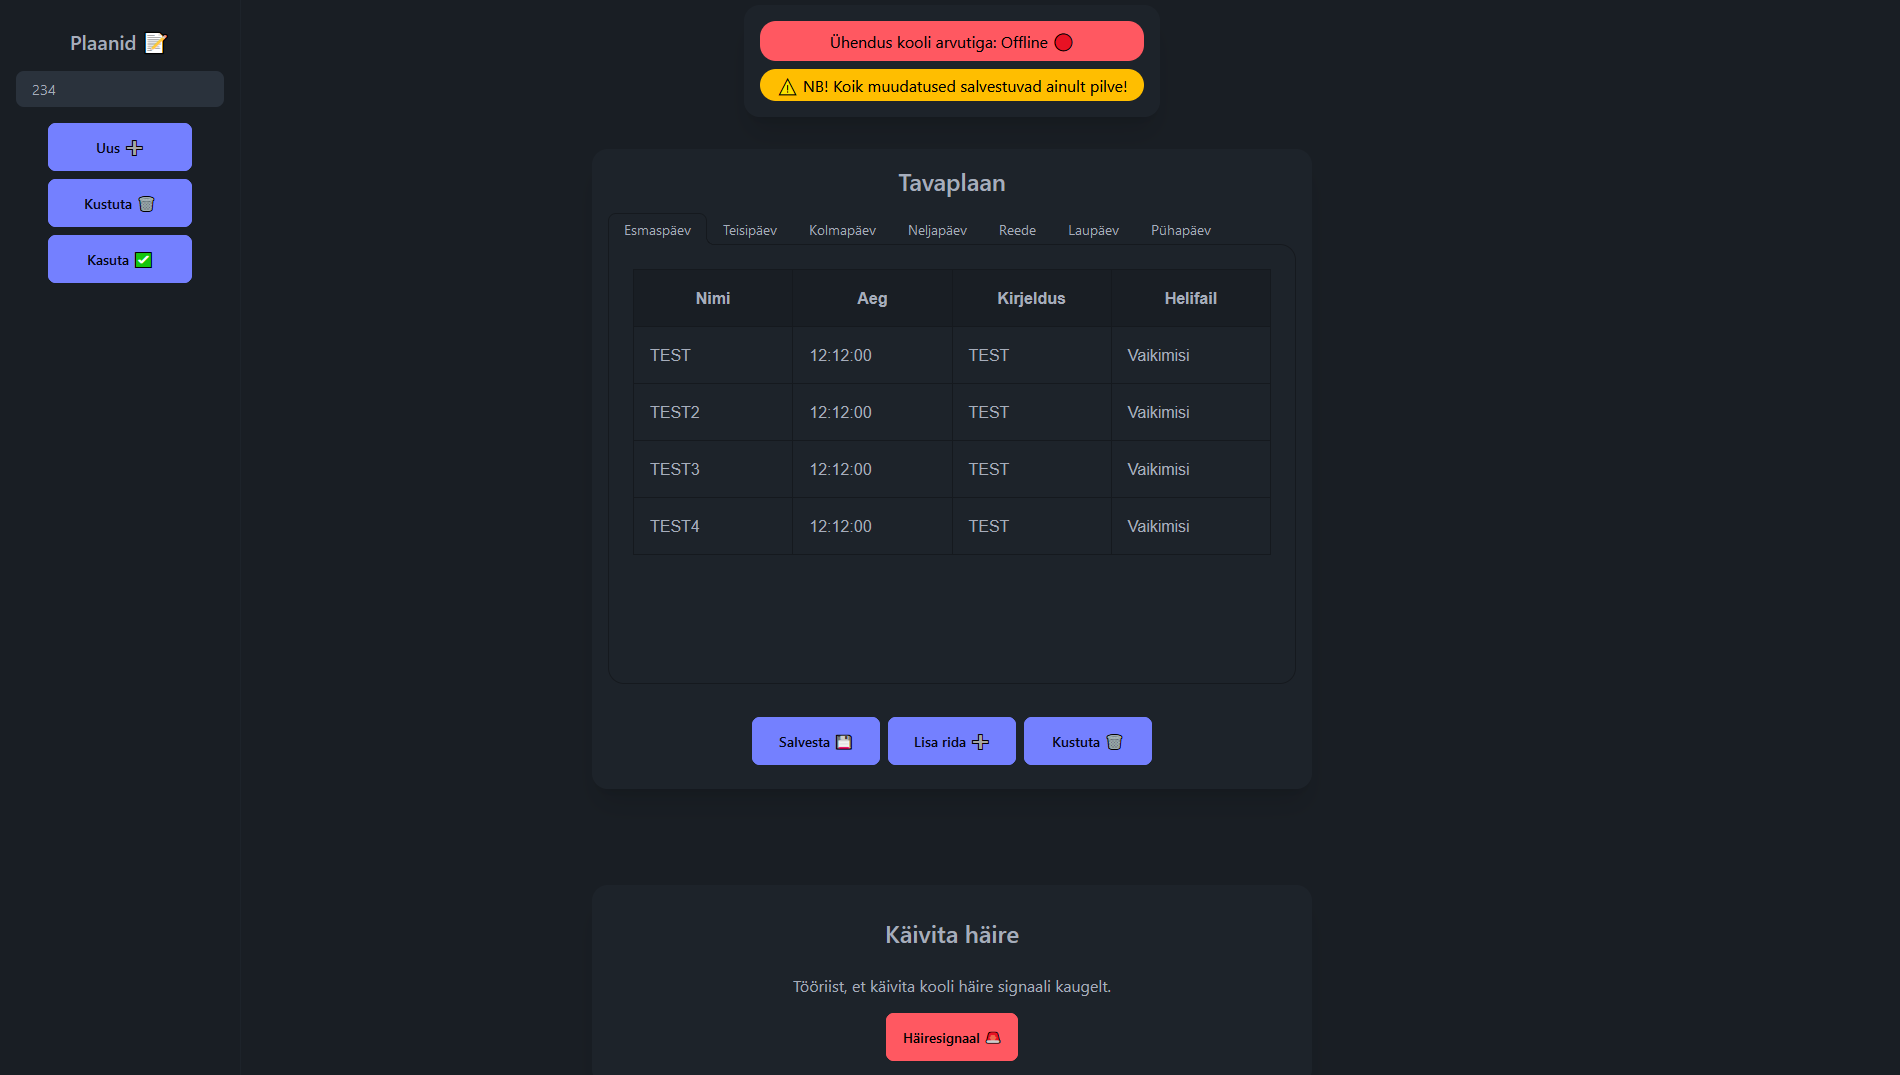 Plaanid 📝
234
Uus ➕
Kustuta 🗑️
Kasuta ✅
Ühendus kooli arvutiga: Offline 🔴
⚠️ NB! Koik muudatused salvestuvad ainult pilve!
Tavaplaan
Esmaspäev Teisipäev Kolmapäev Neljapäev Reede Laupäev Pühapäev
Nimi Aeg Kirjeldus Helifail
TEST 12:12:00 TEST Vaikimisi
TEST2 12:12:00 TEST Vaikimisi
TEST3 12:12:00 TEST Vaikimisi
TEST4 12:12:00 TEST Vaikimisi
Salvesta 💾 Lisa rida ➕ Kustuta 🗑️
Käivita häire
Tööriist, et käivita kooli häire signaali kaugelt.
Häiresignaal 🚨